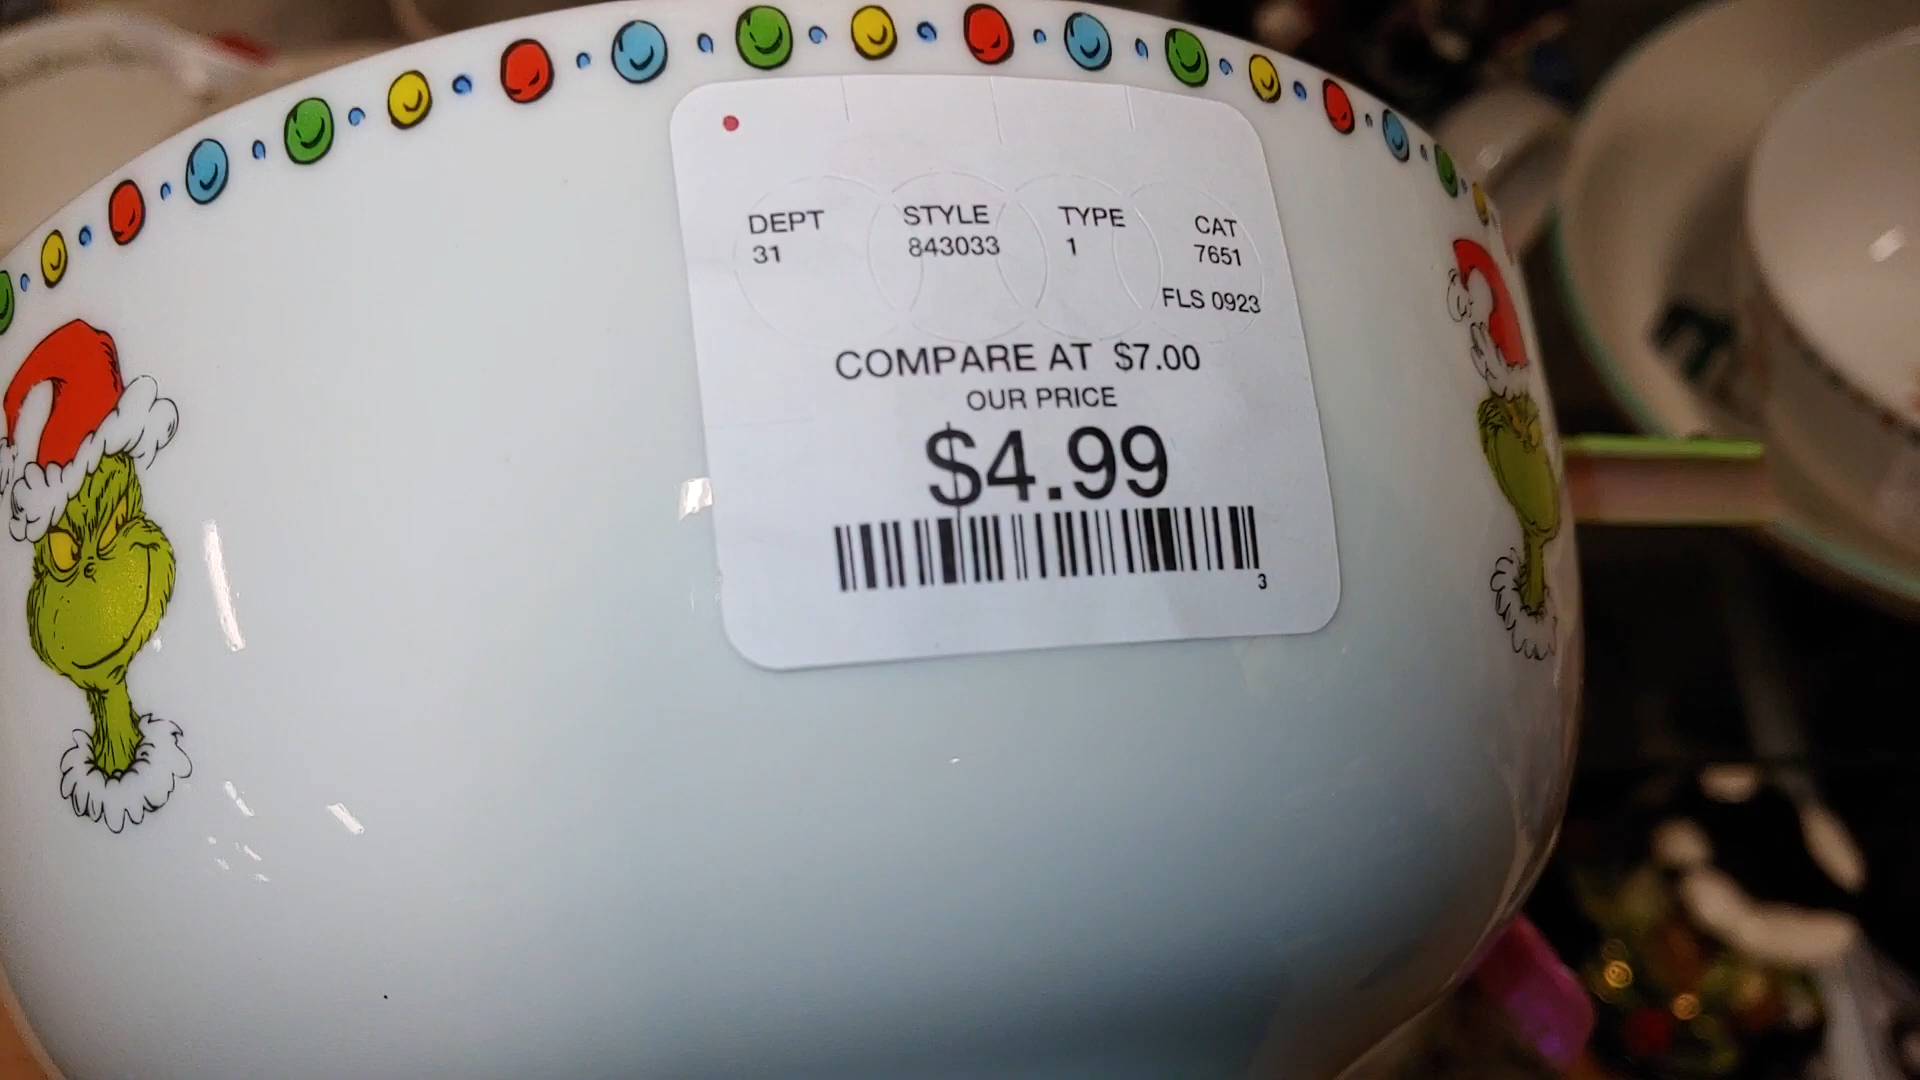 DEPT STYLE TYPE CAT
31 843033 1 7651
FLS 0923
COMPARE AT $7.00
OUR PRICE
$4.99
3